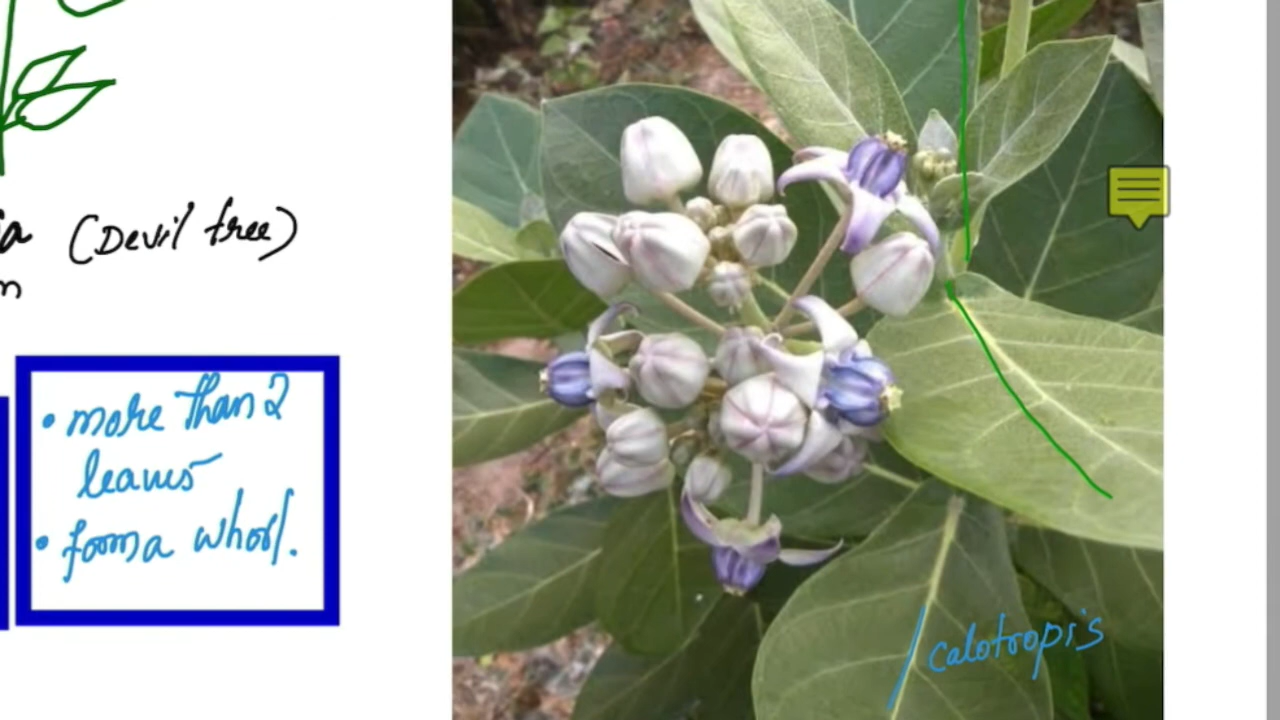 (Devil tree)
• more than 2
leaves
• form a whorl.
calotropis